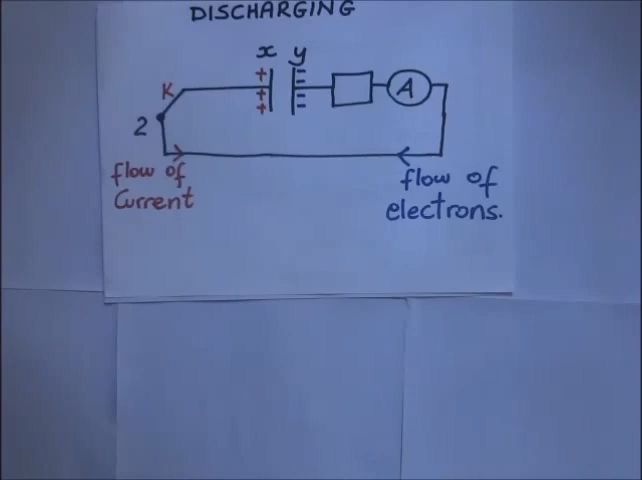 DISCHARGING
x y
K
A
2
flow of
Current
flow of
electrons.